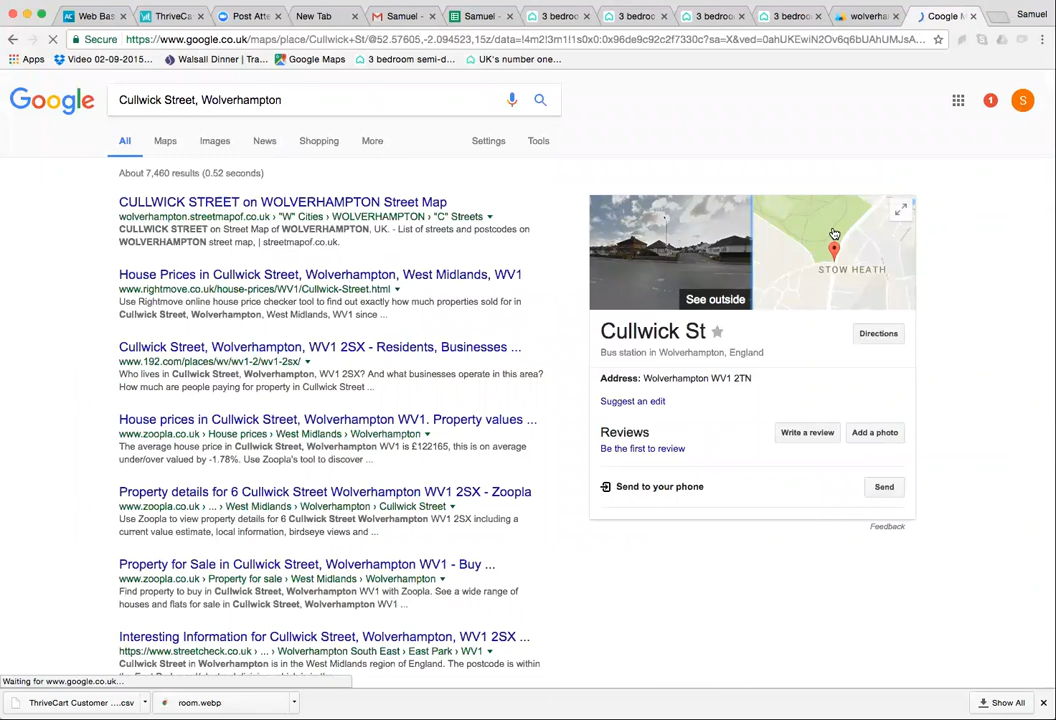 Web Bas
ThriveCa
Post Atte
New Tab
Samuel -
Samuel -
3 bedroo
3 bedroo
3 bedroo
3 bedroo
wolverha
Google M
Samuel
Secure https://www.google.co.uk/maps/place/Cullwick+St/@52.57605,-2.094523,15z/data=!4m2!3m1!1s0x0:0x96de9c92c2f7330c?sa=X&ved=0ahUKEwiN2Ov6q6bUAhUMJsA...
Apps
Video 02-09-2015...
Walsall Dinner | Tra...
Google Maps
3 bedroom semi-d...
UK's number one...
Google
Cullwick Street, Wolverhampton
1
S
All Maps Images News Shopping More Settings Tools
About 7,460 results (0.52 seconds)
CULLWICK STREET on WOLVERHAMPTON Street Map
wolverhampton.streetmapof.co.uk › "W" Cities › WOLVERHAMPTON › "C" Streets
CULLWICK STREET on Street Map of WOLVERHAMPTON, UK. - List of streets and postcodes on
WOLVERHAMPTON street map, | streetmapof.co.uk.
House Prices in Cullwick Street, Wolverhampton, West Midlands, WV1
www.rightmove.co.uk/house-prices/WV1/Cullwick-Street.html
Use Rightmove online house price checker tool to find out exactly how much properties sold for in
Cullwick Street, Wolverhampton, West Midlands, WV1 since ...
Cullwick Street, Wolverhampton, WV1 2SX - Residents, Businesses ...
www.192.com/places/wv/wv1-2/wv1-2sx/
Who lives in Cullwick Street, Wolverhampton, WV1 2SX? And what businesses operate in this area?
How much are people paying for property in Cullwick Street ...
House prices in Cullwick Street, Wolverhampton WV1. Property values ...
www.zoopla.co.uk › House prices › West Midlands › Wolverhampton
The average house price in Cullwick Street, Wolverhampton WV1 is £122165, this is on average
under/over valued by -1.78%. Use Zoopla's tool to discover ...
Property details for 6 Cullwick Street Wolverhampton WV1 2SX - Zoopla
www.zoopla.co.uk › ... › West Midlands › Wolverhampton › Cullwick Street
Use Zoopla to view property details for 6 Cullwick Street Wolverhampton WV1 2SX including a
current value estimate, local information, birdseye views and ...
Property for Sale in Cullwick Street, Wolverhampton WV1 - Buy ...
www.zoopla.co.uk › Property for sale › West Midlands › Wolverhampton
Find property to buy in Cullwick Street, Wolverhampton WV1 with Zoopla. See a wide range of
houses and flats for sale in Cullwick Street, Wolverhampton WV1 ...
Interesting Information for Cullwick Street, Wolverhampton, WV1 2SX ...
https://www.streetcheck.co.uk › ... › Wolverhampton South East › East Park › WV1
Cullwick Street in Wolverhampton is in the West Midlands region of England. The postcode is within
See outside
STOW HEATH
Cullwick St
Directions
Bus station in Wolverhampton, England
Address: Wolverhampton WV1 2TN
Suggest an edit
Reviews
Write a review
Add a photo
Be the first to review
Send to your phone
Send
Feedback
Waiting for www.google.co.uk...
ThriveCart Customer ....csv
room.webp
Show All